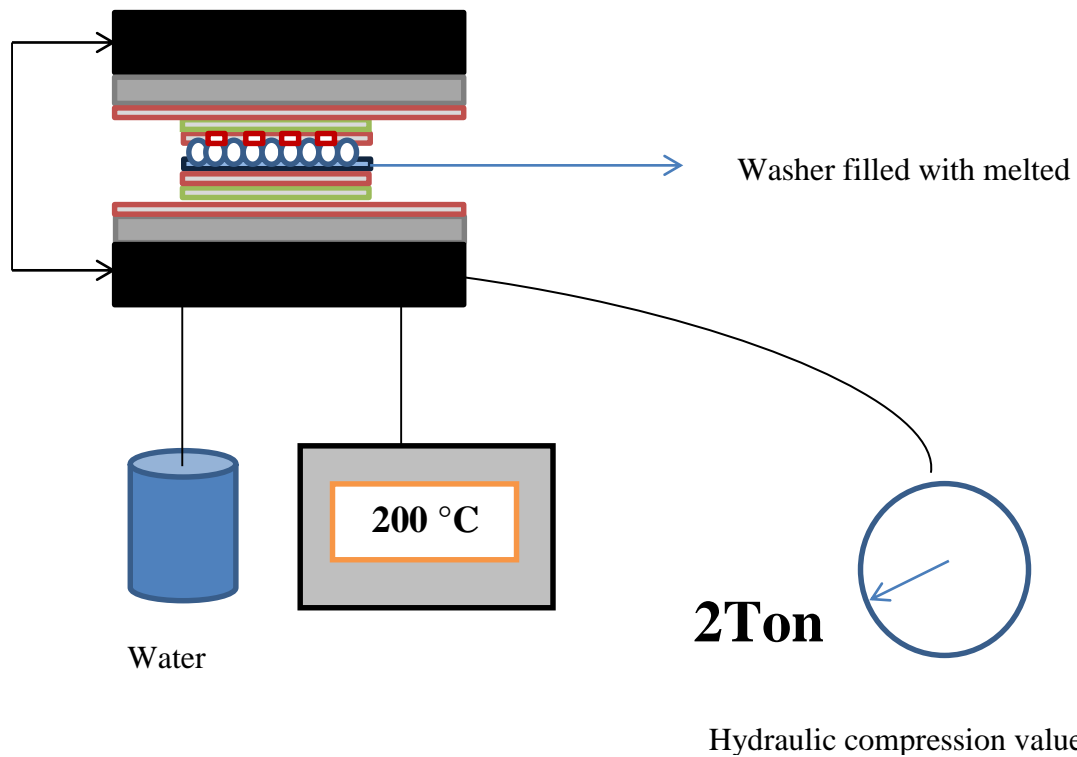 Washer filled with melted
200 °C
2Ton
Water
Hydraulic compression value